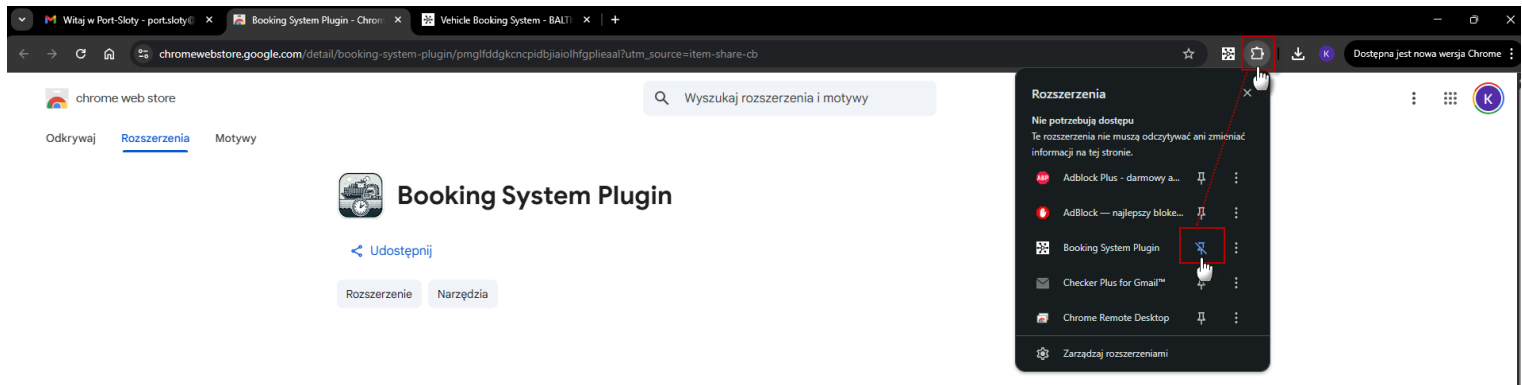 Witaj w Port-Sloty - port.sloty@
Booking System Plugin - Chrom
Vehicle Booking System - BALTI
chromewebstore.google.com/detail/booking-system-plugin/pmglfddgkcncpidbjiaiolhfgplieaal?utm_source=item-share-cb
K
Dostępna jest nowa wersja Chrome
chrome web store
Wyszukaj rozszerzenia i motywy
K
Odkrywaj
Rozszerzenia
Motywy
Booking System Plugin
Udostępnij
Rozszerzenie
Narzędzia
Rozszerzenia
Nie potrzebują dostępu
Te rozszerzenia nie muszą odczytywać ani zmieniać
informacji na tej stronie.
ABP
Adblock Plus - darmowy a...
AdBlock — najlepszy bloke...
Booking System Plugin
Checker Plus for Gmail™
Chrome Remote Desktop
Zarządzaj rozszerzeniami